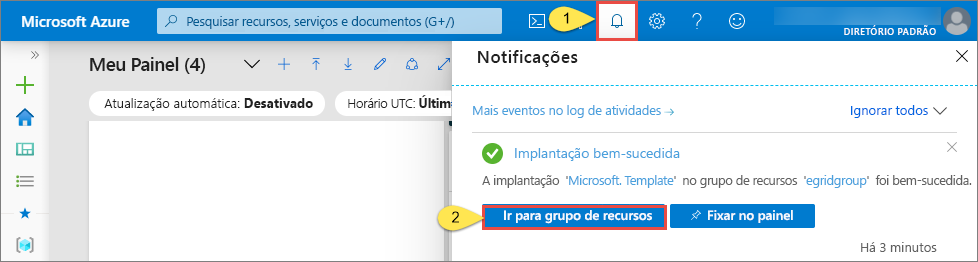 Microsoft Azure
Pesquisar recursos, serviços e documentos (G+/)
1
DIRETÓRIO PADRÃO
Meu Painel (4)
Notificações
Atualização automática: Desativado
Horário UTC:
Mais eventos no log de atividades →
Ignorar todos
Implantação bem-sucedida
A implantação 'Microsoft. Template' no grupo de recursos 'egridgroup' foi bem-sucedida.
2
Ir para grupo de recursos
Fixar no painel
Há 3 minutos